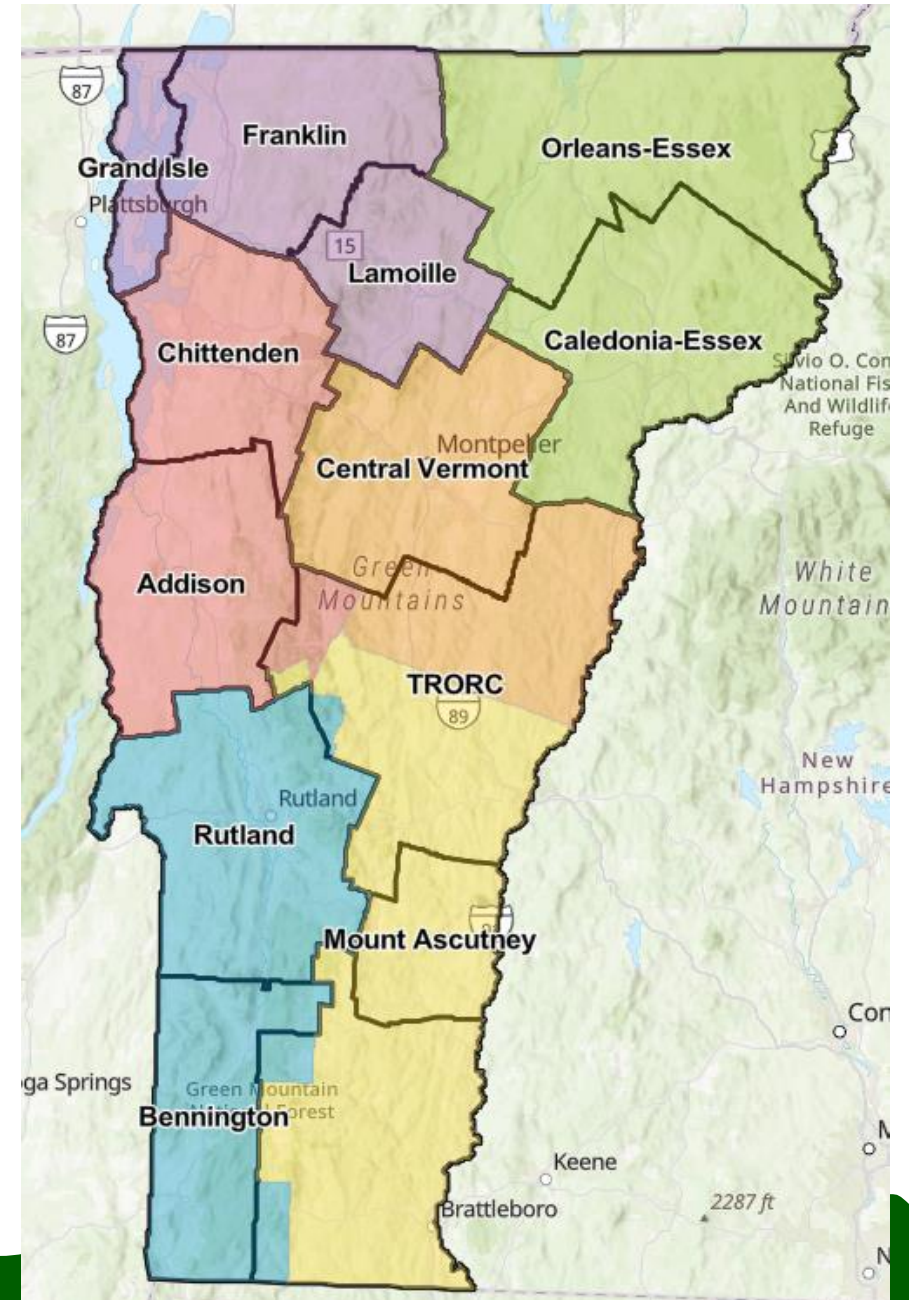 87
Franklin
Orleans-Essex
Grand Isle
Plattsburgh
15
Lamoille
87
Chittenden
Caledonia-Essex
Silvio O. Con
National Fis
And Wildlife
Refuge
Montpelier
Central Vermont
Green
Mountains
White
Mountain
Addison
TRORC
89
New
Hampshire
Rutland
Rutland
Mount Ascutney
Con
ga Springs
Green Mountain
Forest
Bennington
Keene
Brattleboro
2287 ft
N